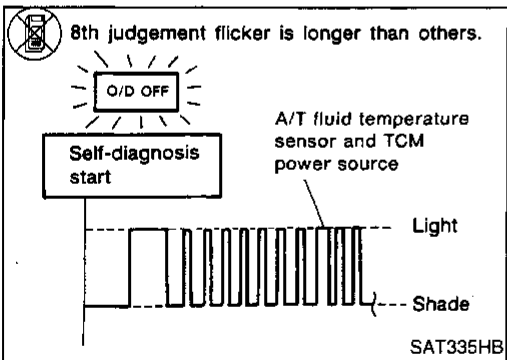 8th judgement flicker is longer than others.
O/D OFF
A/T fluid temperature
sensor and TCM
power source
Self-diagnosis
start
Light
Shade
SAT335HB